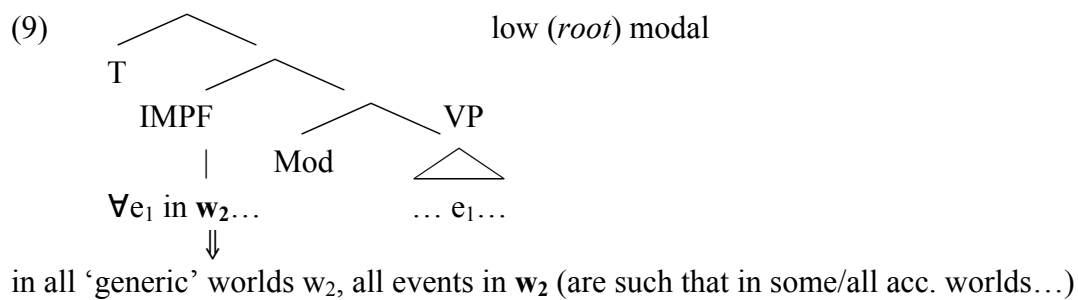 (9) low (root) modal
T
IMPF VP
| Mod
∀e₁ in w₂… … e₁…
⇓
in all ‘generic’ worlds w₂, all events in w₂ (are such that in some/all acc. worlds…)